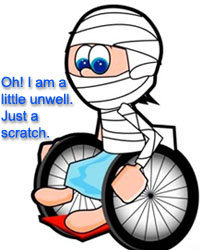 Oh! I am a
little unwell.
Just a
scratch.